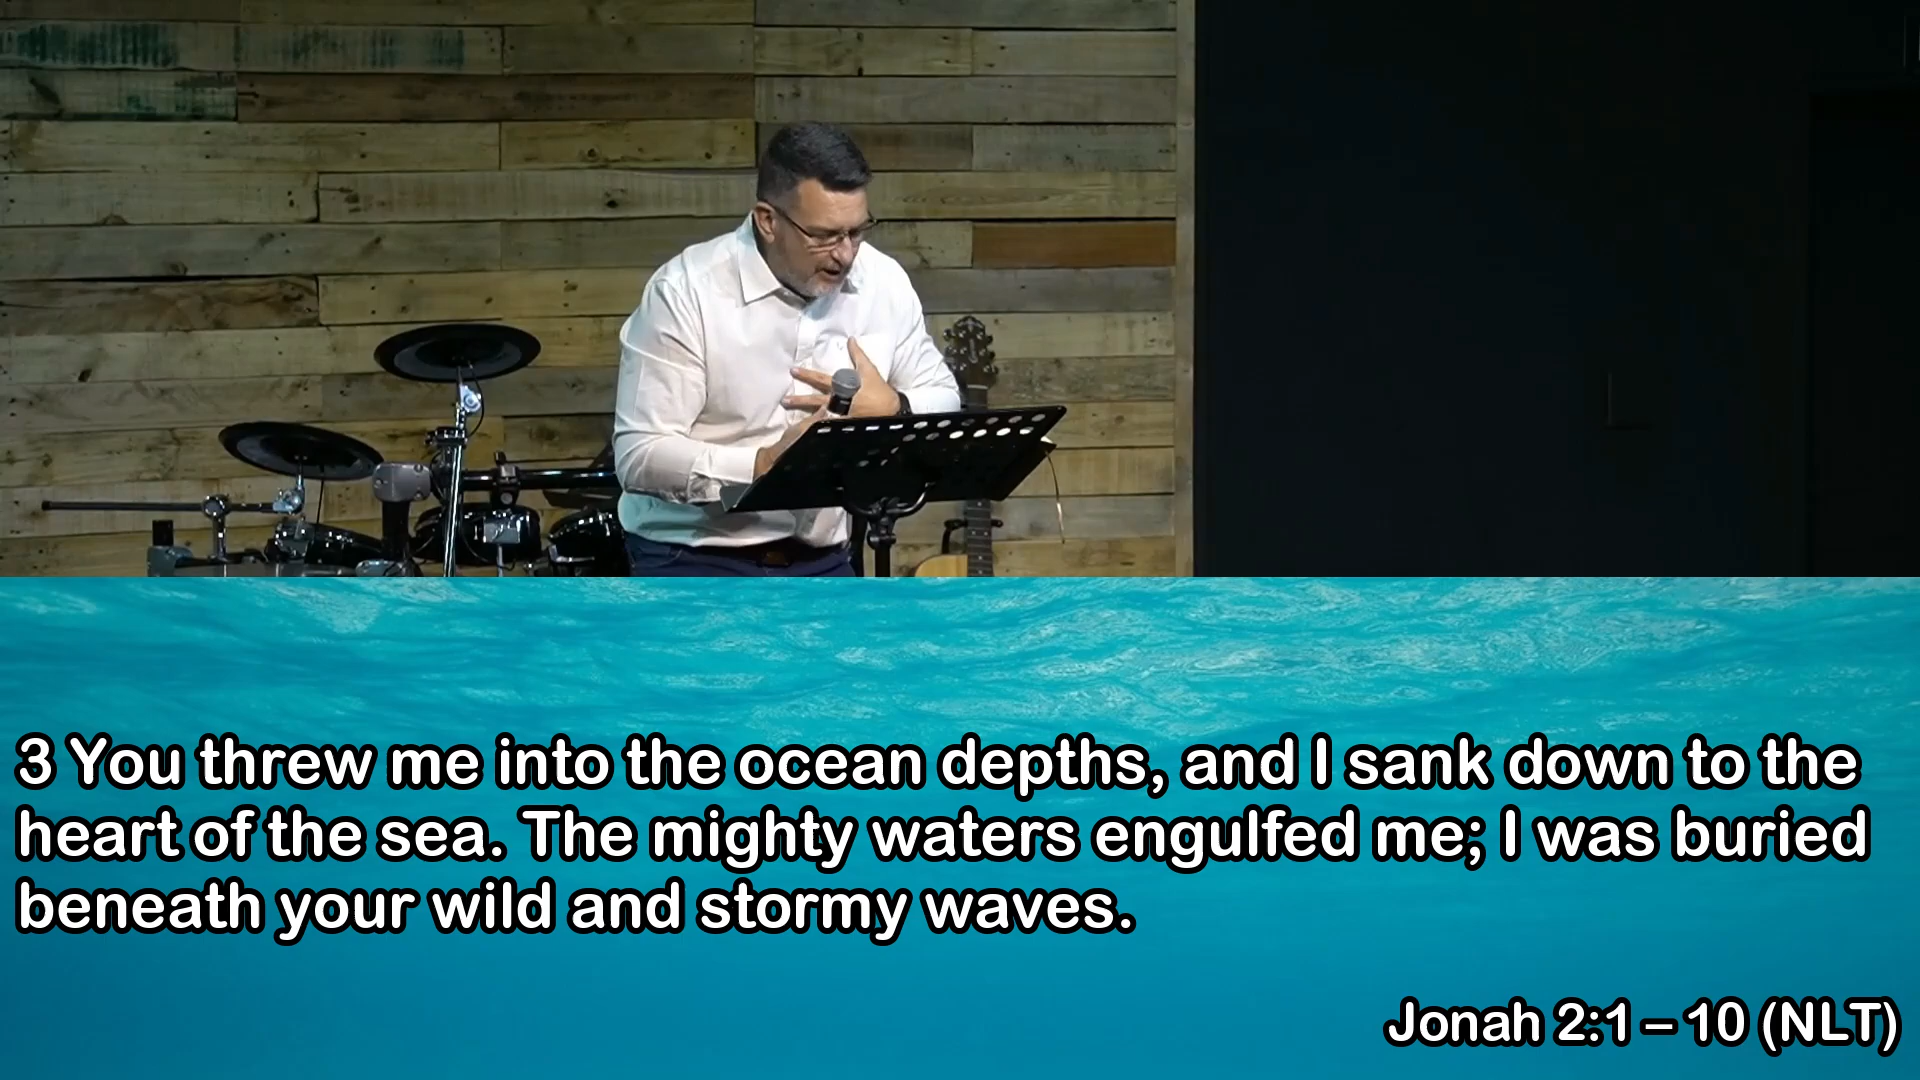 3 You threw me into the ocean depths, and I sank down to the
heart of the sea. The mighty waters engulfed me; I was buried
beneath your wild and stormy waves.
Jonah 2:1 – 10 (NLT)